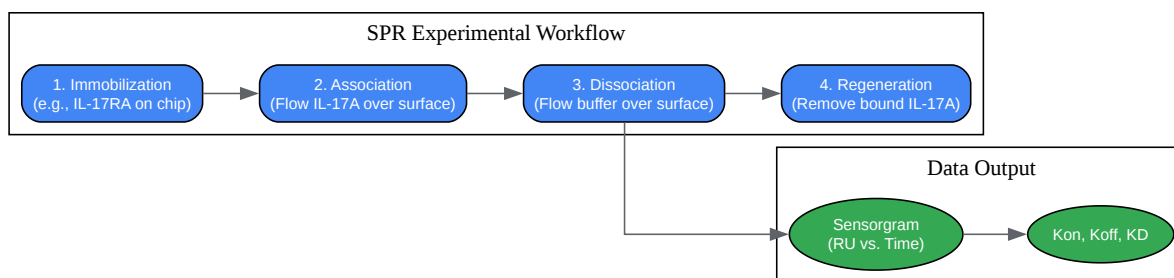 SPR Experimental Workflow
1. Immobilization
(e.g., IL-17RA on chip)
2. Association
(Flow IL-17A over surface)
3. Dissociation
(Flow buffer over surface)
4. Regeneration
(Remove bound IL-17A)
Data Output
Sensorgram
(RU vs. Time)
Kon, Koff, KD